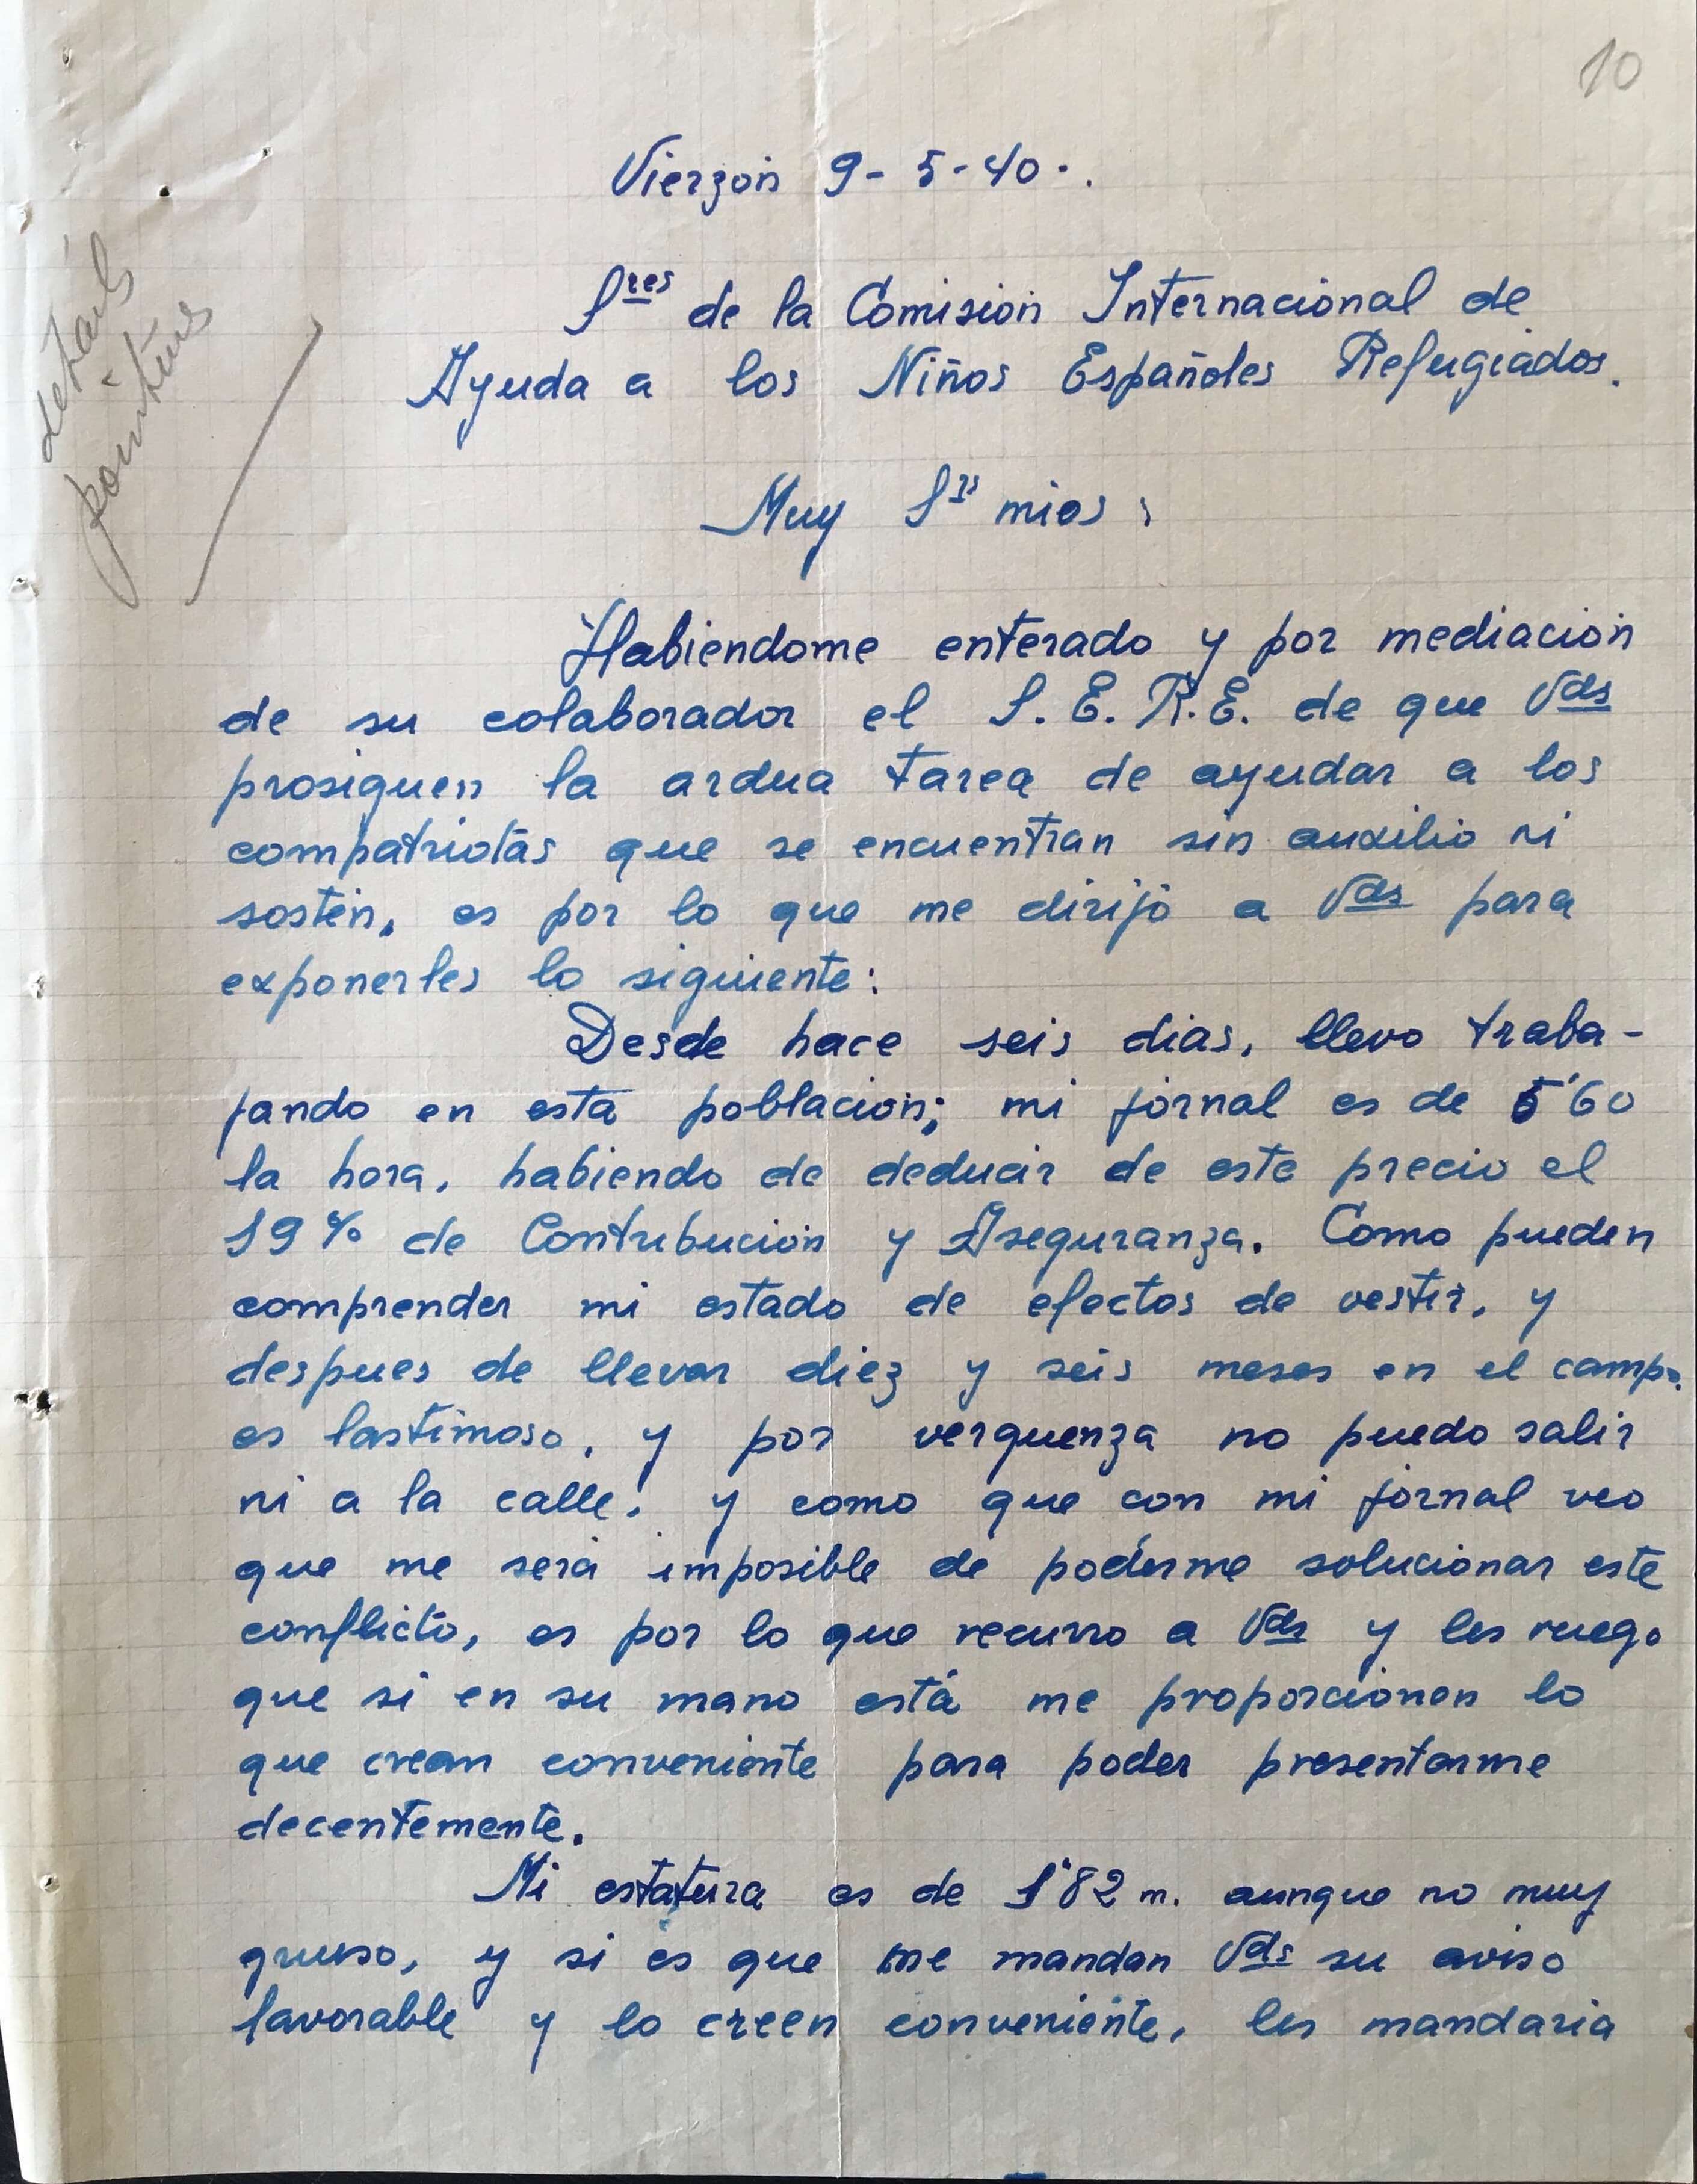 10
Vierzón 9-5-40-.
détails
pointures
Sres de la Comisión Internacional de
Ayuda a los Niños Españoles Refugiados.
Muy Srs mios:
Habiendome enterado y por mediación
de su colaborador el S.E.R.E. de que Vds
prosiguen la ardua tarea de ayudar a los
compatriotas que se encuentran sin auxilio ni
sostén, es por lo que me dirijo a Vds para
exponerles lo siguiente:
Desde hace seis dias, llevo traba-
jando en esta población; mi jornal es de 5'60
la hora, habiendo de deducir de este precio el
19% de Contribución y Aseguranza. Como pueden
comprender mi estado de efectos de vestir, y
despues de llevar diez y seis meses en el campo.
es lastimoso, y por verguenza no puedo salir
ni a la calle, y como que con mi jornal veo
que me será imposible de poderme solucionar este
conflicto, es por lo que recurro a Vds y les ruego
que si en su mano está me proporcionen lo
que crean conveniente para poder presentarme
decentemente.
Mi estatura es de 1'82 m. aunque no muy
grueso, y si es que me mandan Vds su aviso
favorable y lo creen conveniente, les mandaria